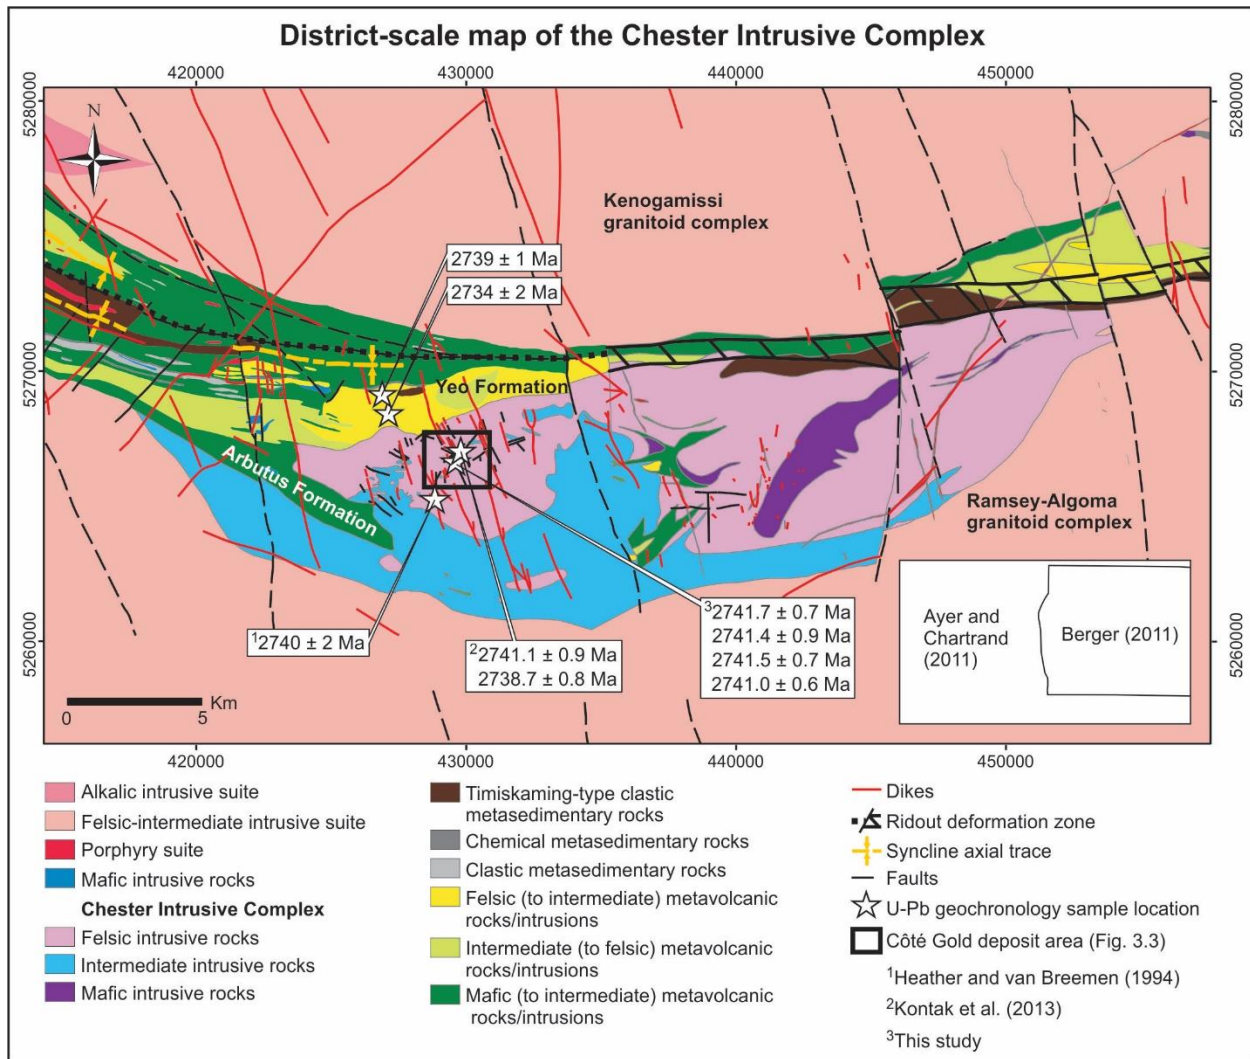 District-scale map of the Chester Intrusive Complex
420000
430000
440000
450000
5280000
5280000
N
Kenogamissi
granitoid complex
2739 ± 1 Ma
2734 ± 2 Ma
5270000
5270000
Yeo Formation
Arbutus Formation
Ramsey-Algoma
granitoid complex
12740 ± 2 Ma
22741.1 ± 0.9 Ma
2738.7 ± 0.8 Ma
32741.7 ± 0.7 Ma
2741.4 ± 0.9 Ma
2741.5 ± 0.7 Ma
2741.0 ± 0.6 Ma
Ayer and
Chartrand
(2011)
Berger (2011)
5260000
5260000
0
5
Km
420000
430000
440000
450000
Alkalic intrusive suite
Felsic-intermediate intrusive suite
Porphyry suite
Mafic intrusive rocks
Chester Intrusive Complex
Felsic intrusive rocks
Intermediate intrusive rocks
Mafic intrusive rocks
Timiskaming-type clastic
metasedimentary rocks
Chemical metasedimentary rocks
Clastic metasedimentary rocks
Felsic (to intermediate) metavolcanic
rocks/intrusions
Intermediate (to felsic) metavolcanic
rocks/intrusions
Mafic (to intermediate) metavolcanic
rocks/intrusions
Dikes
Ridout deformation zone
Syncline axial trace
Faults
U-Pb geochronology sample location
Côté Gold deposit area (Fig. 3.3)
1Heather and van Breemen (1994)
2Kontak et al. (2013)
3This study